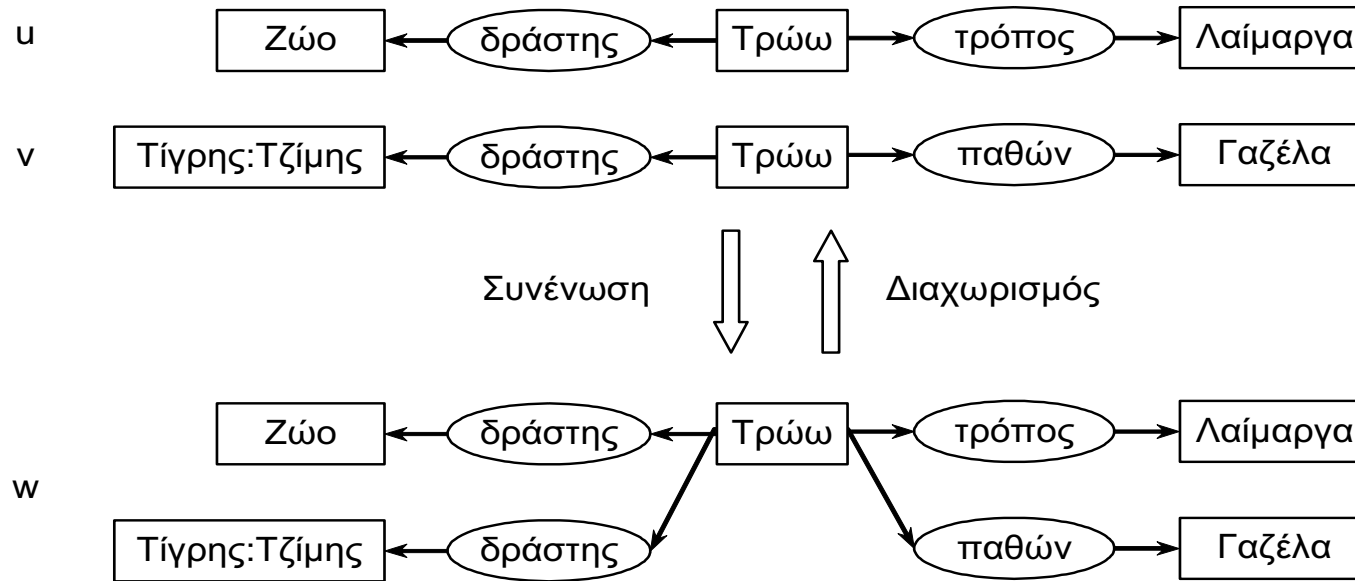 u Ζώο δράστης Τρώω τρόπος Λαίμαργα
v Τίγρης:Τζίμης δράστης Τρώω παθών Γαζέλα
Συνένωση Διαχωρισμός
Ζώο δράστης Τρώω τρόπος Λαίμαργα
w
Τίγρης:Τζίμης δράστης παθών Γαζέλα